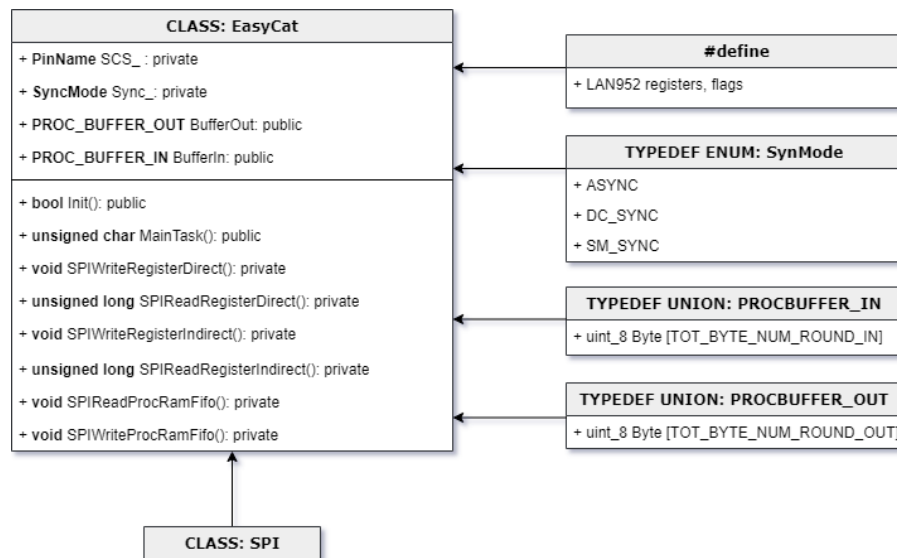 CLASS: EasyCat
+ PinName SCS_ : private
+ SyncMode Sync_: private
+ PROC_BUFFER_OUT BufferOut: public
+ PROC_BUFFER_IN BufferIn: public
+ bool Init(): public
+ unsigned char MainTask(): public
+ void SPIWriteRegisterDirect(): private
+ unsigned long SPIReadRegisterDirect(): private
+ void SPIWriteRegisterIndirect(): private
+ unsigned long SPIReadRegisterIndirect(): private
+ void SPIReadProcRamFifo(): private
+ void SPIWriteProcRamFifo(): private
#define
+ LAN952 registers, flags
TYPEDEF ENUM: SynMode
+ ASYNC
+ DC_SYNC
+ SM_SYNC
TYPEDEF UNION: PROCBUFFER_IN
+ uint_8 Byte [TOT_BYTE_NUM_ROUND_IN]
TYPEDEF UNION: PROCBUFFER_OUT
+ uint_8 Byte [TOT_BYTE_NUM_ROUND_OUT]
CLASS: SPI